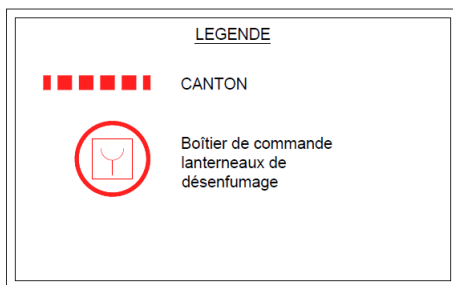 LEGENDE
CANTON
Boîtier de commande
lanterneaux de
désenfumage